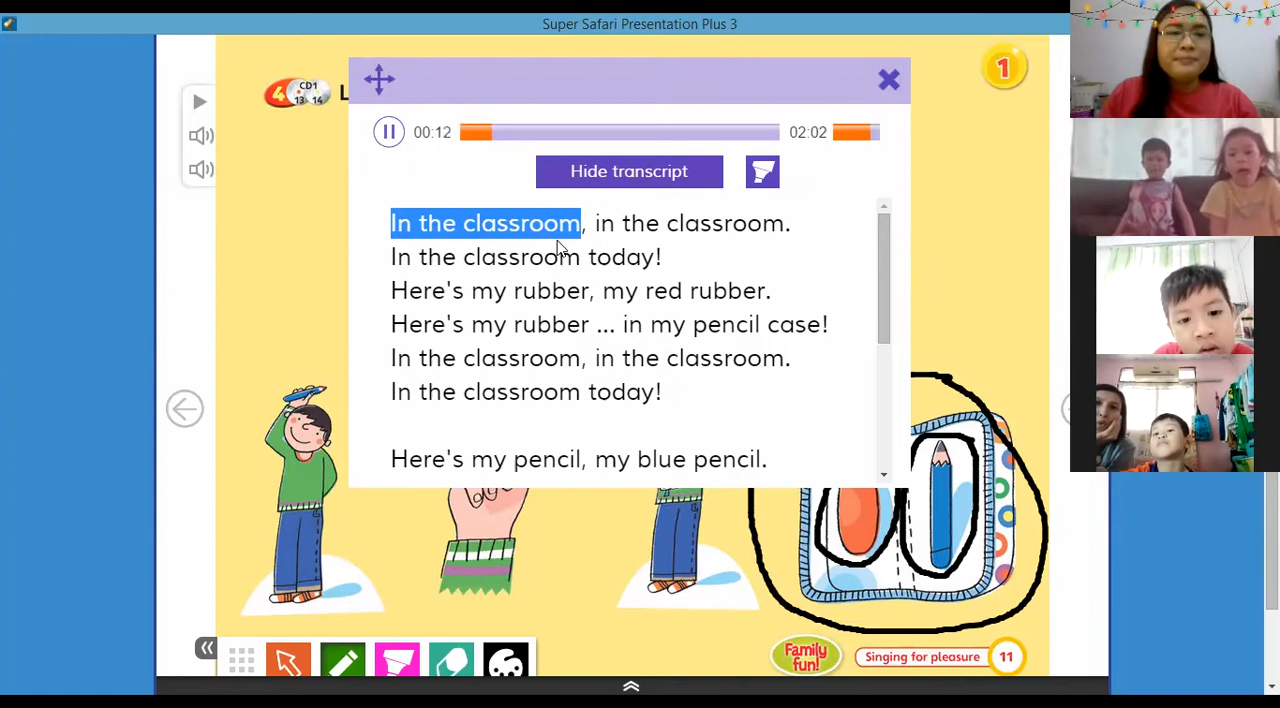 Super Safari Presentation Plus 3
4 CD1
13 14
L
1
00:12
02:02
Hide transcript
In the classroom, in the classroom.
In the classroom today!
Here's my rubber, my red rubber.
Here's my rubber ... in my pencil case!
In the classroom, in the classroom.
In the classroom today!
Here's my pencil, my blue pencil.
Family fun!
Singing for pleasure
11